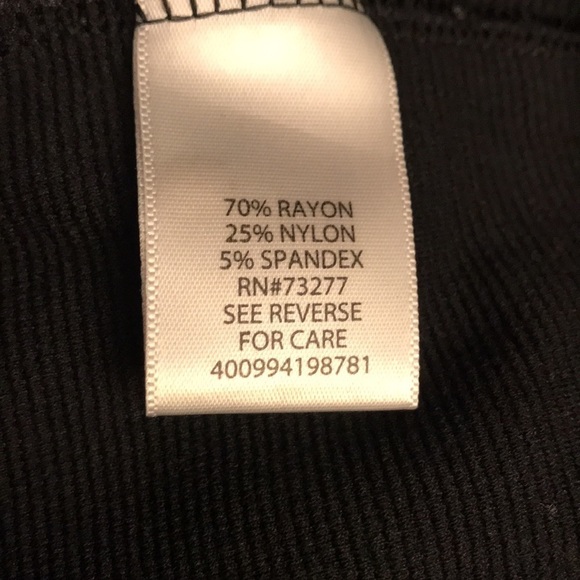 70% RAYON
25% NYLON
5% SPANDEX
RN#73277
SEE REVERSE
FOR CARE
400994198781